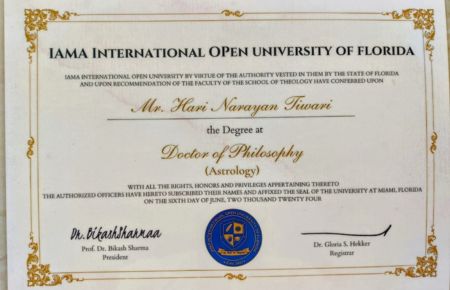 IAMA INTERNATIONAL OPEN UNIVERSITY OF FLORIDA
IAMA INTERNATIONAL OPEN UNIVERSITY BY VIRTUE OF THE AUTHORITY VESTED IN THEM BY THE STATE OF FLORIDA
AND UPON RECOMMENDATION OF THE FACULTY OF THE SCHOOL OF THEOLOGY HAVE CONFERRED UPON
Mr. Hari Narayan Tiwari
the Degree at
Doctor of Philosophy
(Astrology)
WITH ALL THE RIGHTS, HONORS AND PRIVILEGES APPERTAINING THERETO
THE AUTHORIZED OFFICERS HAVE HERETO SUBSCRIBED THEIR NAMES AND AFFIXED THE SEAL OF THE UNIVERSITY AT MIAMI, FLORIDA
ON THE SIXTH DAY OF JUNE, TWO THOUSAND TWENTY FOUR
Dr. BikashSharmaa
Prof. Dr. Bikash Sharma
President
Dr. Gloria S. Hekker
Registrar